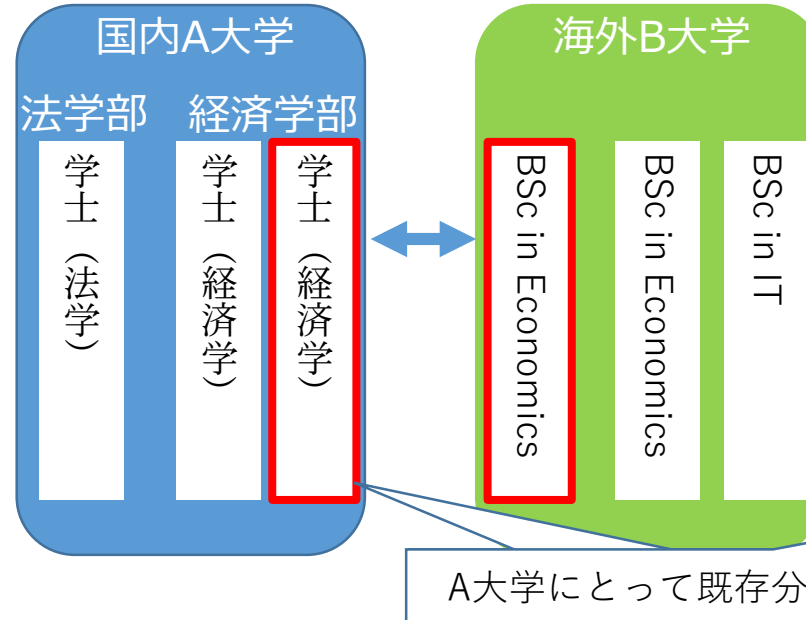 国内A大学
法学部 経済学部
学士（法学）
学士（経済学）
学士（経済学）
海外B大学
BSc in Economics
BSc in Economics
BSc in IT
A大学にとって既存分